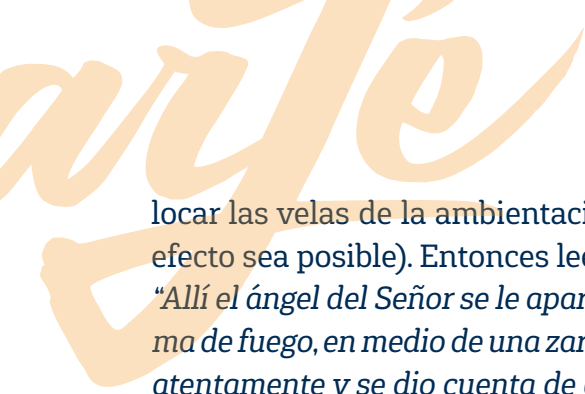 arté
locar las velas de la ambientaci
efecto sea posible). Entonces lee
“Allí el ángel del Señor se le apar
ma de fuego, en medio de una zar
atentamente y se dio cuenta de